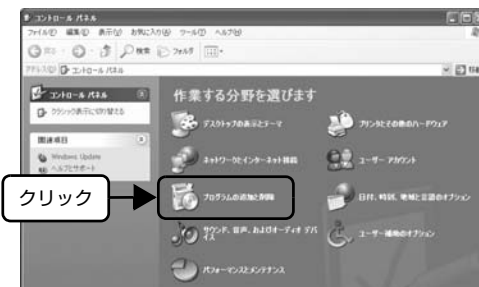 コントロール パネル
ファイル(F) 編集(E) 表示(V) お気に入り(A) ツール(T) ヘルプ(H)
戻る 検索 フォルダ
アドレス(D) コントロール パネル 移動
コントロール パネル
クラシック表示に切り替える
関連項目
Windows Update
ヘルプとサポート
作業する分野を選びます
デスクトップの表示とテーマ
プリンタとその他のハードウェア
ネットワークとインターネット接続
ユーザー アカウント
クリック
プログラムの追加と削除
日付、時刻、地域と言語のオプション
サウンド、音声、およびオーディオ デバイス
ユーザー補助のオプション
パフォーマンスとメンテナンス